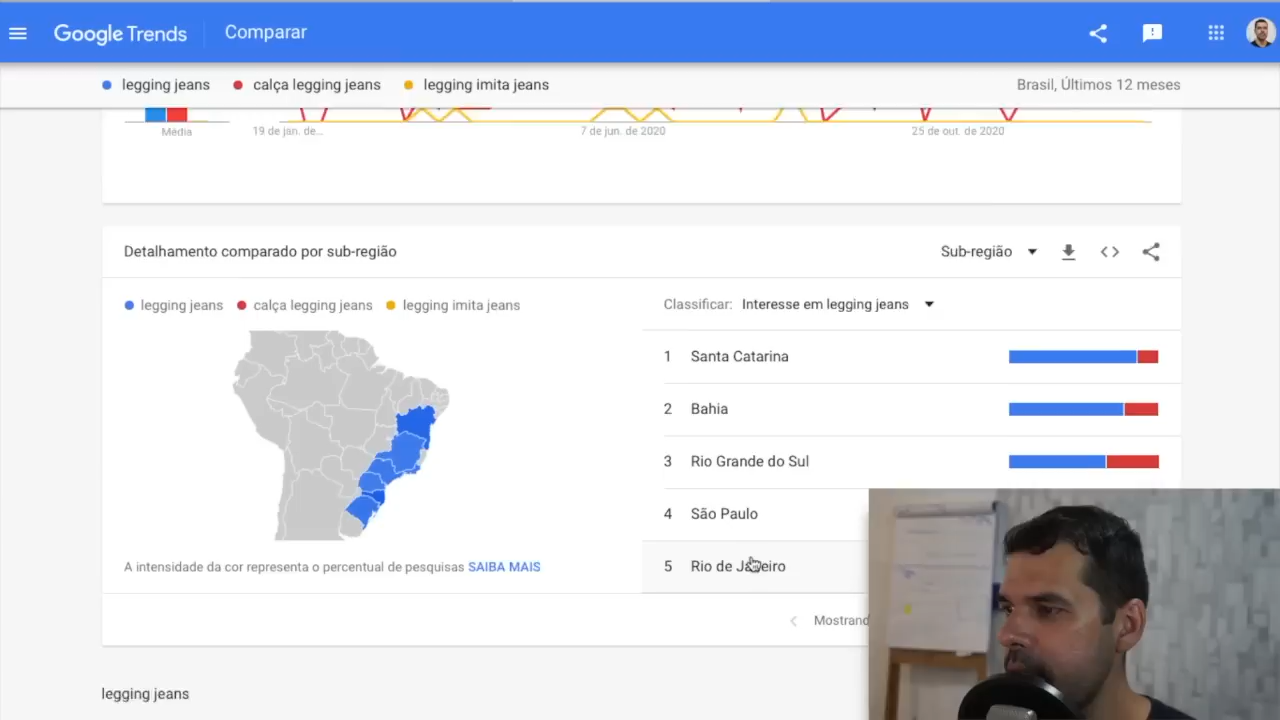 Google Trends
Comparar
legging jeans
calça legging jeans
legging imita jeans
Brasil, Últimos 12 meses
Média
19 de jan. de...
7 de jun. de 2020
25 de out. de 2020
Detalhamento comparado por sub-região
Sub-região
legging jeans
calça legging jeans
legging imita jeans
Classificar: Interesse em legging jeans
1 Santa Catarina
2 Bahia
3 Rio Grande do Sul
4 São Paulo
5 Rio de Janeiro
A intensidade da cor representa o percentual de pesquisas SAIBA MAIS
Mostrand
legging jeans